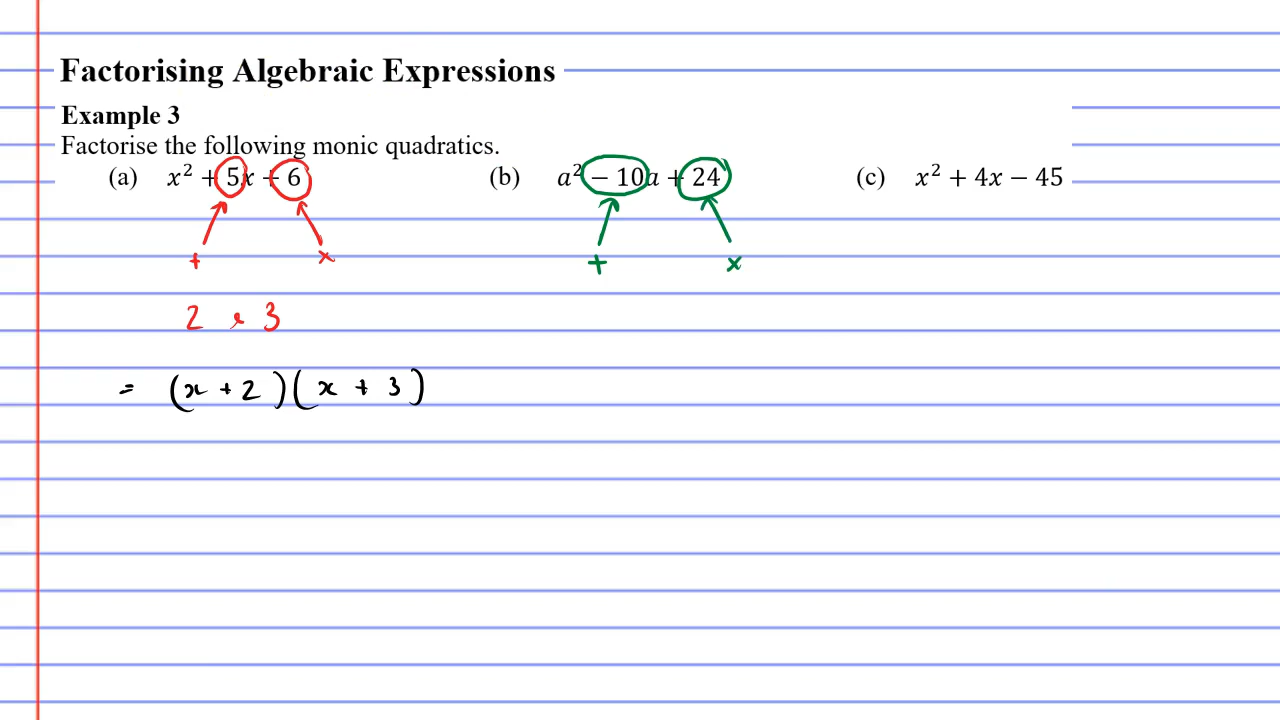 Factorising Algebraic Expressions
Example 3
Factorise the following monic quadratics.
(a) x² + 5x + 6 (b) a² − 10a + 24 (c) x² + 4x − 45
+ × + ×
2 , 3
= (x + 2)(x + 3)